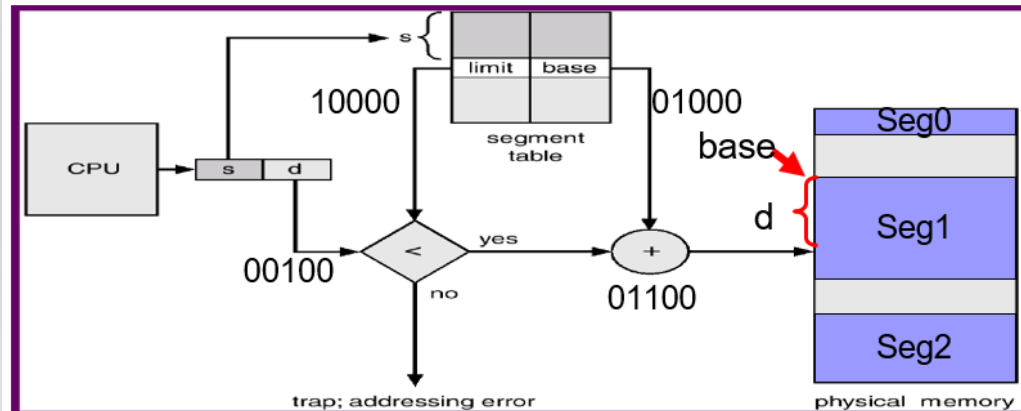 s
limit base
10000
01000
segment
table
CPU
s d
Seg0
base
d
Seg1
<
yes
+
00100
no
01100
Seg2
trap; addressing error
physical memory